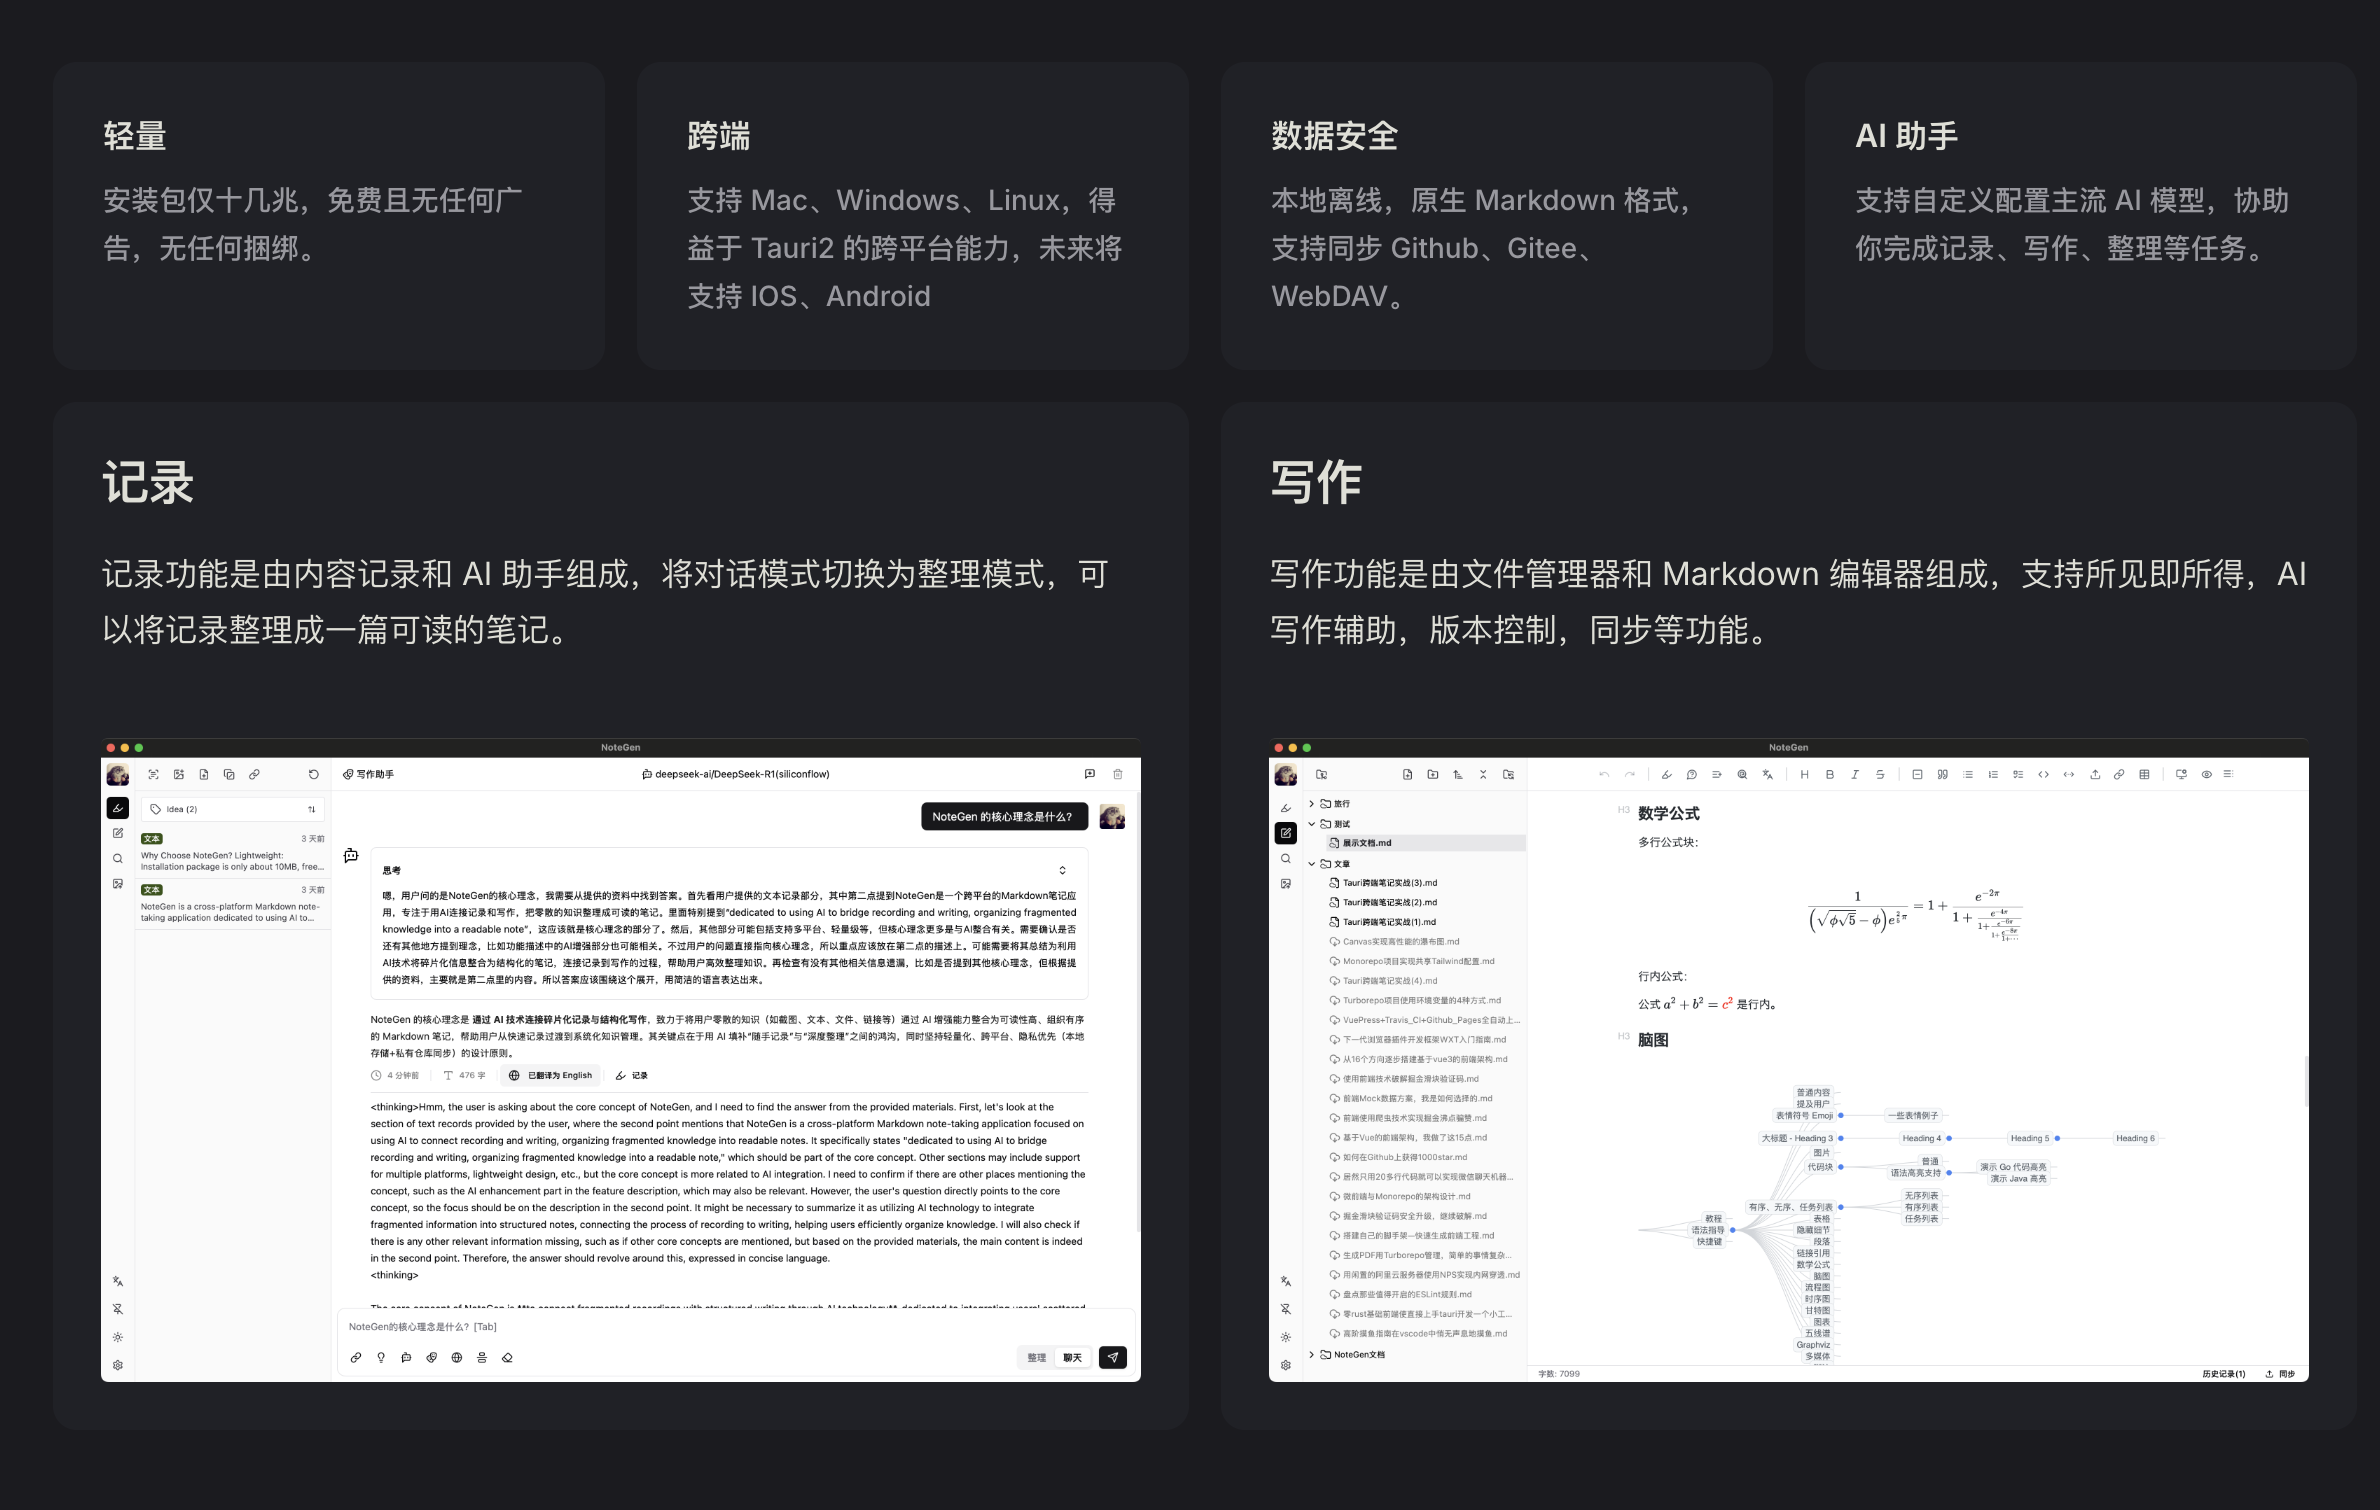 轻量
安装包仅十几兆，免费且无任何广
告，无任何捆绑。
跨端
支持 Mac、Windows、Linux，得
益于 Tauri2 的跨平台能力，未来将
支持 IOS、Android
数据安全
本地离线，原生 Markdown 格式，
支持同步 Github、Gitee、
WebDAV。
AI 助手
支持自定义配置主流 AI 模型，协助
你完成记录、写作、整理等任务。
记录
记录功能是由内容记录和 AI 助手组成，将对话模式切换为整理模式，可
以将记录整理成一篇可读的笔记。
NoteGen
写作助手
deepseek-ai/DeepSeek-R1(siliconflow)
Idea (2)
文本
3 天前
Why Choose NoteGen? Lightweight:
Installation package is only about 10MB, free...
文本
3 天前
NoteGen is a cross-platform Markdown note-
taking application dedicated to using AI to...
NoteGen 的核心理念是什么？
思考
嗯，用户问的是NoteGen的核心理念，我需要从提供的资料中找到答案。首先看用户提供的文本记录部分，其中第二点提到NoteGen是一个跨平台的Markdown笔记应
用，专注于用AI连接记录和写作，把零散的知识整理成可读的笔记。里面特别提到“dedicated to using AI to bridge recording and writing, organizing fragmented
knowledge into a readable note”，这应该就是核心理念的部分了。然后，其他部分可能包括支持多平台、轻量级等，但核心理念更多是与AI整合有关。需要确认是否
还有其他地方提到理念，比如功能描述中的AI增强部分也可能相关。不过用户的问题直接指向核心理念，所以重点应该放在第二点的描述上。可能需要将其总结为利用
AI技术将碎片化信息整合为结构化的笔记，连接记录到写作的过程，帮助用户高效整理知识。再检查有没有其他相关信息遗漏，比如是否提到其他核心理念，但根据提
供的资料，主要就是第二点里的内容。所以答案应该围绕这个展开，用简洁的语言表达出来。
NoteGen 的核心理念是 通过 AI 技术连接碎片化记录与结构化写作，致力于将用户零散的知识（如截图、文本、文件、链接等）通过 AI 增强能力整合为可读性高、组织有序
的 Markdown 笔记，帮助用户从快速记录过渡到系统化知识管理。其关键点在于用 AI 填补“随手记录”与“深度整理”之间的鸿沟，同时坚持轻量化、跨平台、隐私优先（本地
存储+私有仓库同步）的设计原则。
4 分钟前
476 字
已翻译为 English
记录
<thinking>Hmm, the user is asking about the core concept of NoteGen, and I need to find the answer from the provided materials. First, let's look at the
section of text records provided by the user, where the second point mentions that NoteGen is a cross-platform Markdown note-taking application focused on
using AI to connect recording and writing, organizing fragmented knowledge into readable notes. It specifically states "dedicated to using AI to bridge
recording and writing, organizing fragmented knowledge into a readable note," which should be part of the core concept. Other sections may include support
for multiple platforms, lightweight design, etc., but the core concept is more related to AI integration. I need to confirm if there are other places mentioning the
concept, such as the AI enhancement part in the feature description, which may also be relevant. However, the user's question directly points to the core
concept, so the focus should be on the description in the second point. It might be necessary to summarize it as utilizing AI technology to integrate
fragmented information into structured notes, connecting the process of recording to writing, helping users efficiently organize knowledge. I will also check if
there is any other relevant information missing, such as if other core concepts are mentioned, but based on the provided materials, the main content is indeed
in the second point. Therefore, the answer should revolve around this, expressed in concise language.
<thinking>
NoteGen的核心理念是什么？ [Tab]
整理
聊天
写作
写作功能是由文件管理器和 Markdown 编辑器组成，支持所见即所得，AI
写作辅助，版本控制，同步等功能。
NoteGen
旅行
测试
展示文档.md
文章
Tauri跨端笔记实战(3).md
Tauri跨端笔记实战(2).md
Tauri跨端笔记实战(1).md
Canvas实现高性能的瀑布图.md
Monorepo项目实现共享Tailwind配置.md
Tauri跨端笔记实战(4).md
Turborepo项目使用环境变量的4种方式.md
VuePress+Travis_CI+Github_Pages全自动上...
下一代浏览器插件开发框架WXT入门指南.md
从16个方向逐步搭建基于vue3的前端架构.md
使用前端技术破解掘金滑块验证码.md
前端Mock数据方案，我是如何选择的.md
前端使用爬虫技术实现掘金沸点骗赞.md
基于Vue的前端架构，我做了这15点.md
如何在Github上获得1000star.md
居然只用20多行代码就可以实现微信聊天机器...
微前端与Monorepo的架构设计.md
掘金滑块验证码安全升级，继续破解.md
搭建自己的脚手架—快速生成前端工程.md
生成PDF用Turborepo管理，简单的事情复杂...
用闲置的阿里云服务器使用NPS实现内网穿透.md
盘点那些值得开启的ESLint规则.md
零rust基础前端使直接上手tauri开发一个小工...
高阶摸鱼指南在vscode中悄无声息地摸鱼.md
NoteGen文档
H3 数学公式
多行公式块：
1/((√(φ√5) − φ)e^(2/5 π)) = 1 + e^(−2π)/(1 + e^(−4π)/(1 + e^(−6π)/(1 + e^(−8π)/(1+⋯))))
行内公式：
公式 a² + b² = c² 是行内。
H3 脑图
普通内容
提及用户
表情符号 Emoji
一些表情例子
大标题 - Heading 3
Heading 4
Heading 5
Heading 6
图片
代码块
普通
语法高亮支持
演示 Go 代码高亮
演示 Java 高亮
有序、无序、任务列表
无序列表
有序列表
任务列表
教程
语法指导
快捷键
表格
隐藏细节
段落
链接引用
数学公式
脑图
流程图
时序图
甘特图
图表
五线谱
Graphviz
多媒体
字数: 7099
历史记录(1)
同步